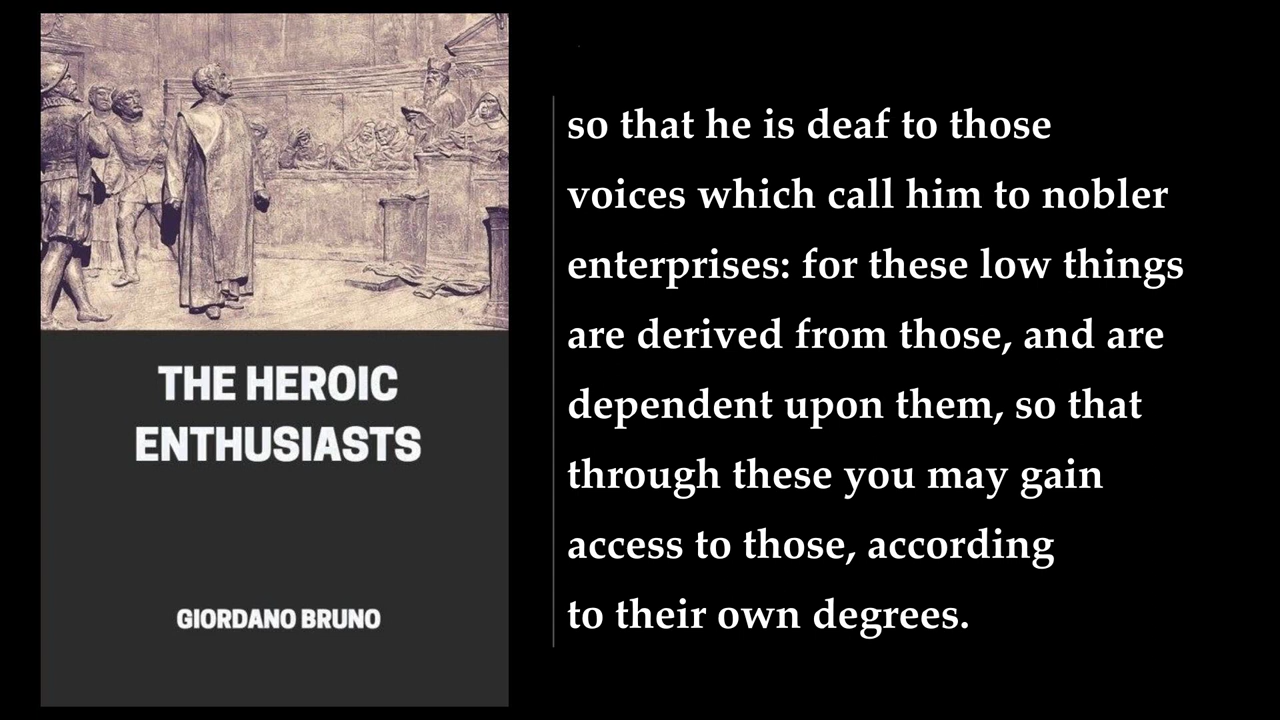 THE HEROIC
ENTHUSIASTS
GIORDANO BRUNO
so that he is deaf to those
voices which call him to nobler
enterprises: for these low things
are derived from those, and are
dependent upon them, so that
through these you may gain
access to those, according
to their own degrees.